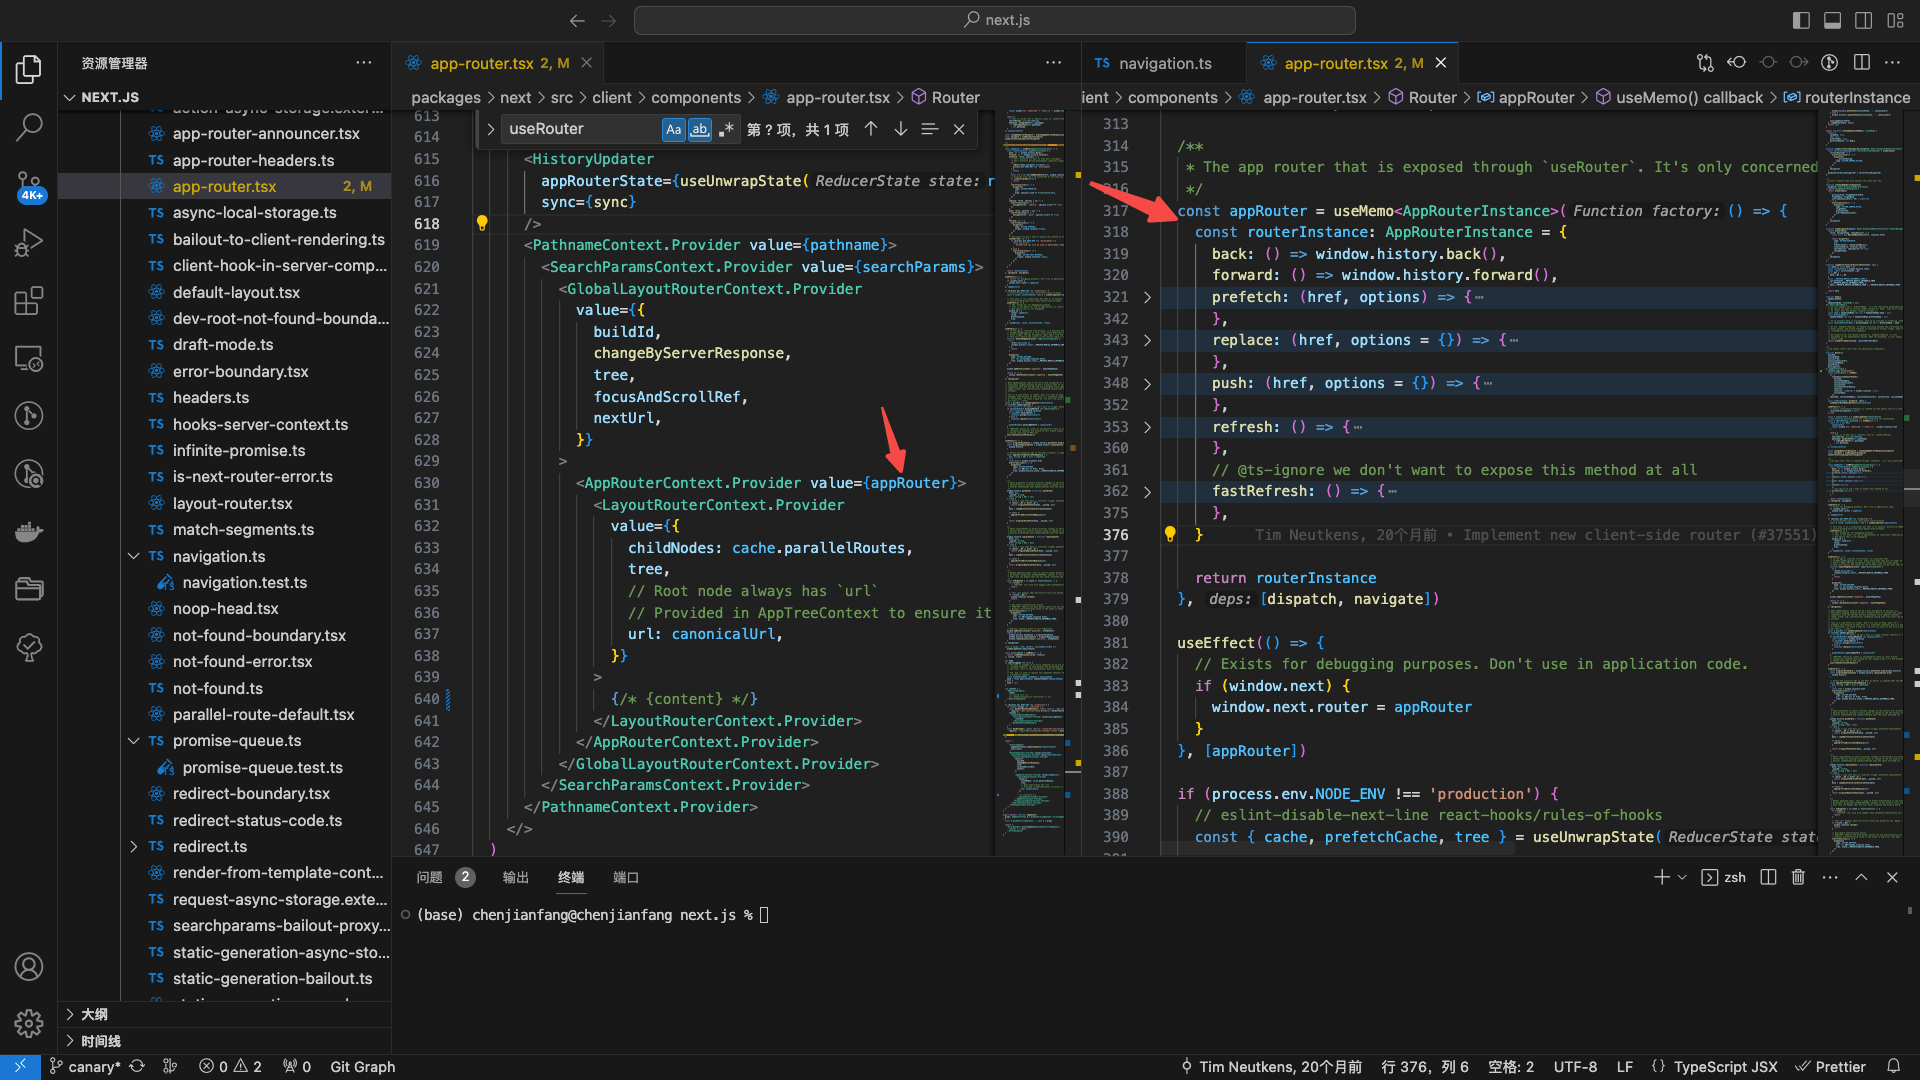 next.js
资源管理器
NEXT.JS
app-router-announcer.tsx
TS app-router-headers.ts
app-router.tsx 2, M
TS async-local-storage.ts
TS bailout-to-client-rendering.ts
TS client-hook-in-server-comp...
default-layout.tsx
dev-root-not-found-bounda...
TS draft-mode.ts
error-boundary.tsx
TS headers.ts
TS hooks-server-context.ts
TS infinite-promise.ts
TS is-next-router-error.ts
layout-router.tsx
TS match-segments.ts
TS navigation.ts
navigation.test.ts
noop-head.tsx
not-found-boundary.tsx
not-found-error.tsx
TS not-found.ts
parallel-route-default.tsx
TS promise-queue.ts
promise-queue.test.ts
redirect-boundary.tsx
TS redirect-status-code.ts
TS redirect.ts
render-from-template-cont...
TS request-async-storage.exte...
TS searchparams-bailout-proxy...
TS static-generation-async-sto...
TS static-generation-bailout.ts
大纲
时间线
4K+
app-router.tsx 2, M
packages > next > src > client > components > app-router.tsx > Router
useRouter Aa ab 第 ? 项，共 1 项
613
614
615 <HistoryUpdater
616 appRouterState={useUnwrapState( ReducerState state: r
617 sync={sync}
618 />
619 <PathnameContext.Provider value={pathname}>
620 <SearchParamsContext.Provider value={searchParams}>
621 <GlobalLayoutRouterContext.Provider
622 value={{
623 buildId,
624 changeByServerResponse,
625 tree,
626 focusAndScrollRef,
627 nextUrl,
628 }}
629 >
630 <AppRouterContext.Provider value={appRouter}>
631 <LayoutRouterContext.Provider
632 value={{
633 childNodes: cache.parallelRoutes,
634 tree,
635 // Root node always has `url`
636 // Provided in AppTreeContext to ensure it
637 url: canonicalUrl,
638 }}
639 >
640 {/* {content} */}
641 </LayoutRouterContext.Provider>
642 </AppRouterContext.Provider>
643 </GlobalLayoutRouterContext.Provider>
644 </SearchParamsContext.Provider>
645 </PathnameContext.Provider>
646 </>
647 )
TS navigation.ts
app-router.tsx 2, M
ient > components > app-router.tsx > Router > appRouter > useMemo() callback > routerInstance
313
314 /**
315 * The app router that is exposed through `useRouter`. It's only concerned
316 */
317 const appRouter = useMemo<AppRouterInstance>( Function factory: () => {
318 const routerInstance: AppRouterInstance = {
319 back: () => window.history.back(),
320 forward: () => window.history.forward(),
321 prefetch: (href, options) => {…
342 },
343 replace: (href, options = {}) => {…
347 },
348 push: (href, options = {}) => {…
352 },
353 refresh: () => {…
360 },
361 // @ts-ignore we don't want to expose this method at all
362 fastRefresh: () => {…
375 },
376 } Tim Neutkens, 20个月前 • Implement new client-side router (#37551)
377
378 return routerInstance
379 }, deps: [dispatch, navigate])
380
381 useEffect(() => {
382 // Exists for debugging purposes. Don't use in application code.
383 if (window.next) {
384 window.next.router = appRouter
385 }
386 }, [appRouter])
387
388 if (process.env.NODE_ENV !== 'production') {
389 // eslint-disable-next-line react-hooks/rules-of-hooks
390 const { cache, prefetchCache, tree } = useUnwrapState( ReducerState stat
问题 2 输出 终端 端口
zsh
(base) chenjianfang@chenjianfang next.js %
canary* 0 2 0 Git Graph
Tim Neutkens, 20个月前 行 376，列 6 空格: 2 UTF-8 LF {} TypeScript JSX Prettier